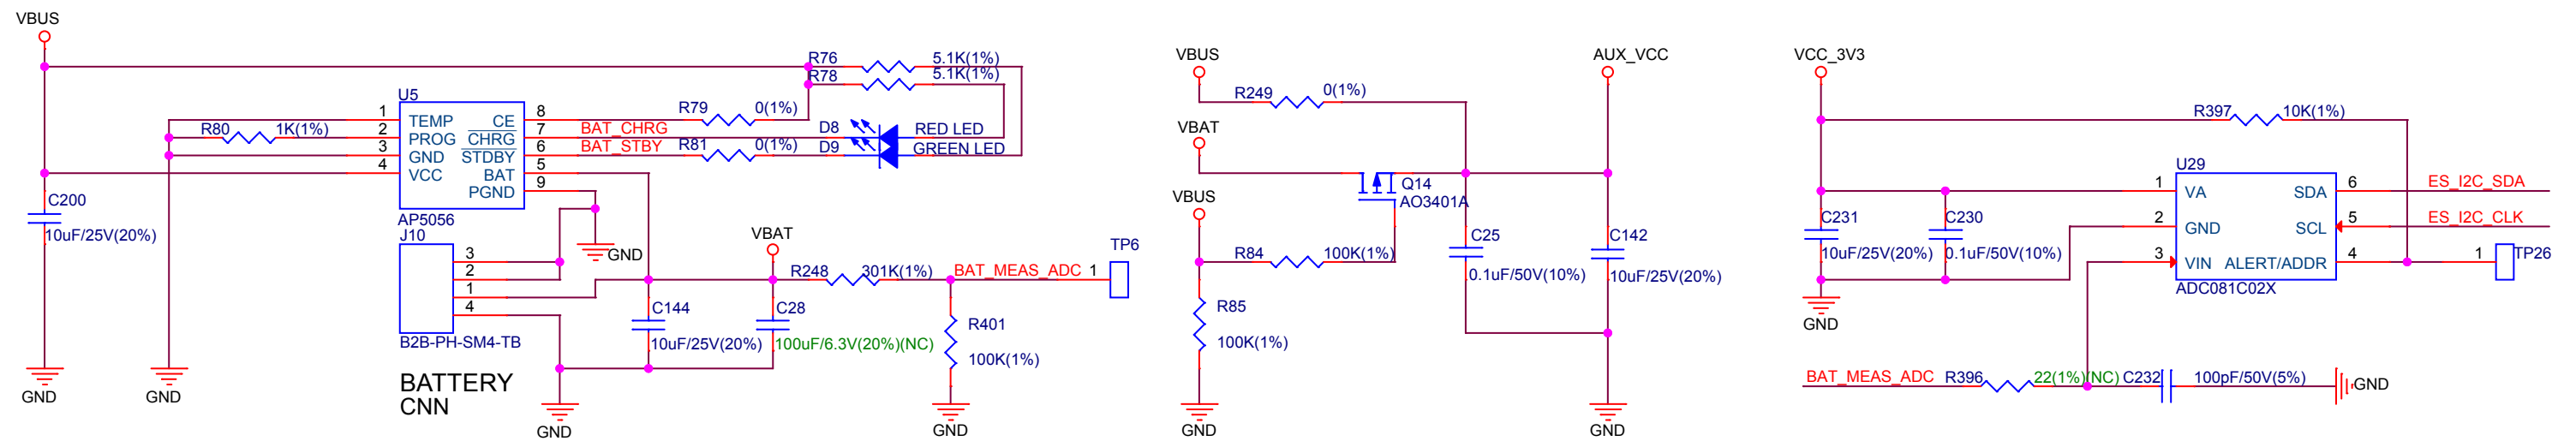 VBUS
R76 5.1K(1%)
R78 5.1K(1%)
U5
1 TEMP CE 8 R79 0(1%)
R80 1K(1%) 2 PROG CHRG 7 BAT_CHRG D8 RED LED
3 GND STDBY 6 BAT_STBY R81 0(1%) D9 GREEN LED
4 VCC BAT 5
PGND 9
AP5056
C200
10uF/25V(20%)
J10
3
2
1
4
B2B-PH-SM4-TB
BATTERY
CNN
GND
VBAT
R248 301K(1%) BAT_MEAS_ADC 1 TP6
C144
10uF/25V(20%)
C28
100uF/6.3V(20%)(NC)
R401
100K(1%)
GND
GND
GND
GND
VBUS
R249 0(1%)
AUX_VCC
VBAT
Q14
AO3401A
VBUS
R84 100K(1%)
R85
100K(1%)
C25
0.1uF/50V(10%)
C142
10uF/25V(20%)
GND
GND
VCC_3V3
R397 10K(1%)
U29
1 VA SDA 6 ES_I2C_SDA
2 GND SCL 5 ES_I2C_CLK
3 VIN ALERT/ADDR 4 1 TP26
ADC081C02X
C231
10uF/25V(20%)
C230
0.1uF/50V(10%)
GND
BAT_MEAS_ADC R396 22(1%)(NC) C232 100pF/50V(5%) GND